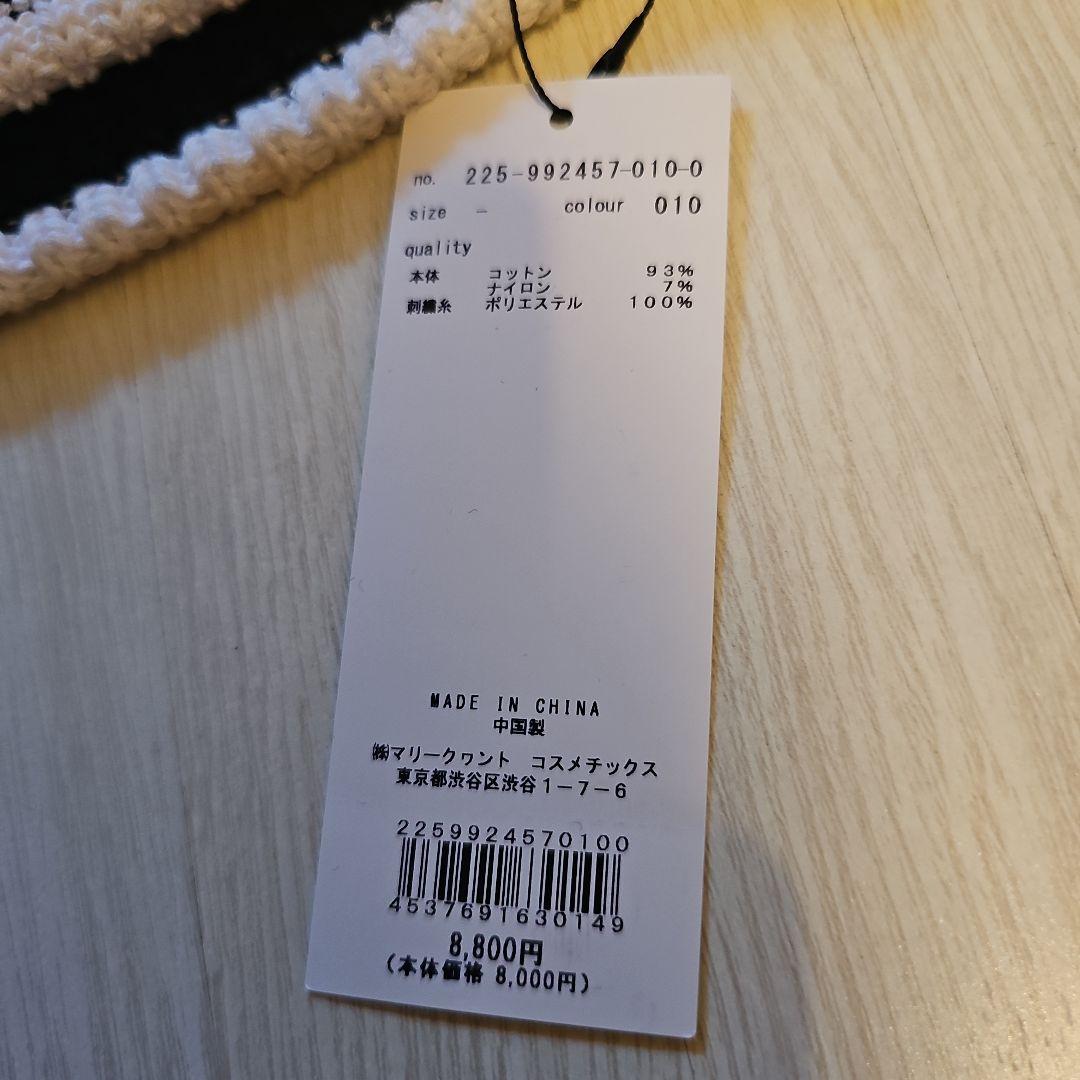 no. 225-992457-010-0
size - colour 010
quality
本体 コットン 93%
ナイロン 7%
刺繍糸 ポリエステル 100%
MADE IN CHINA
中国製
㈱マリークヮント コスメチックス
東京都渋谷区渋谷1-7-6
2259924570100
4537691630149
8,800円
(本体価格 8,000円)